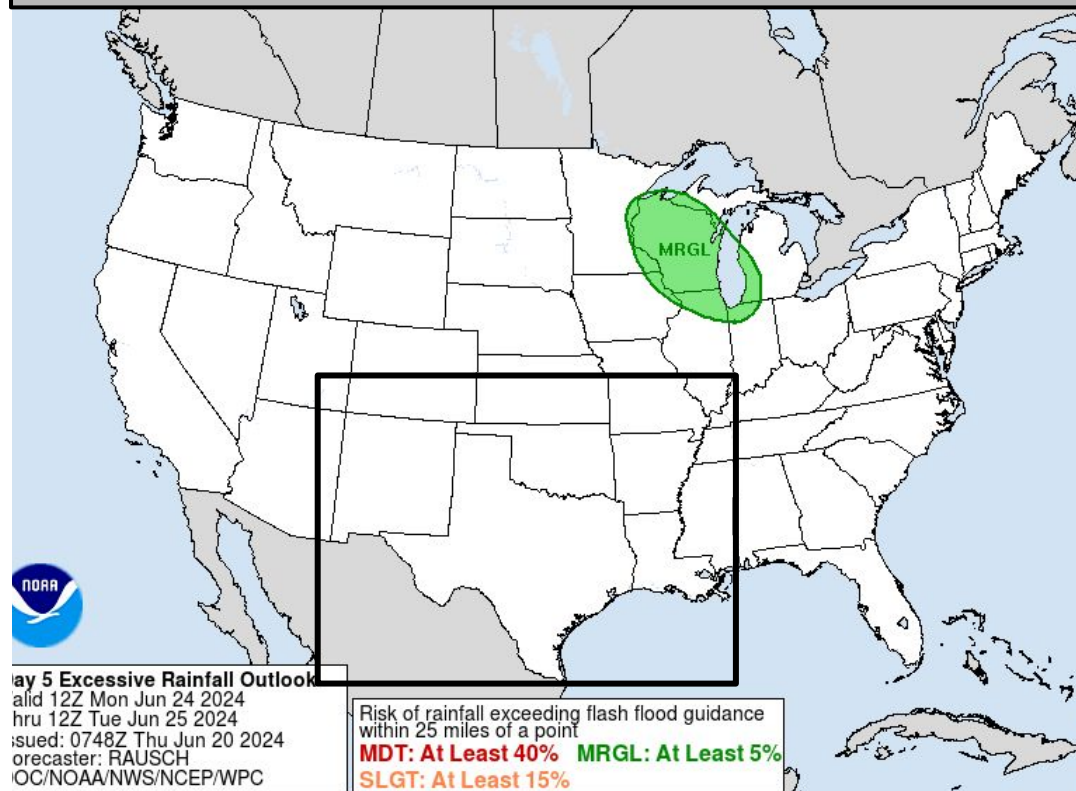 MRGL
NOAA
ay 5 Excessive Rainfall Outlook
alid 12Z Mon Jun 24 2024
hru 12Z Tue Jun 25 2024
ssued: 0748Z Thu Jun 20 2024
orecaster: RAUSCH
DOC/NOAA/NWS/NCEP/WPC
Risk of rainfall exceeding flash flood guidance
within 25 miles of a point
MDT: At Least 40% MRGL: At Least 5%
SLGT: At Least 15%